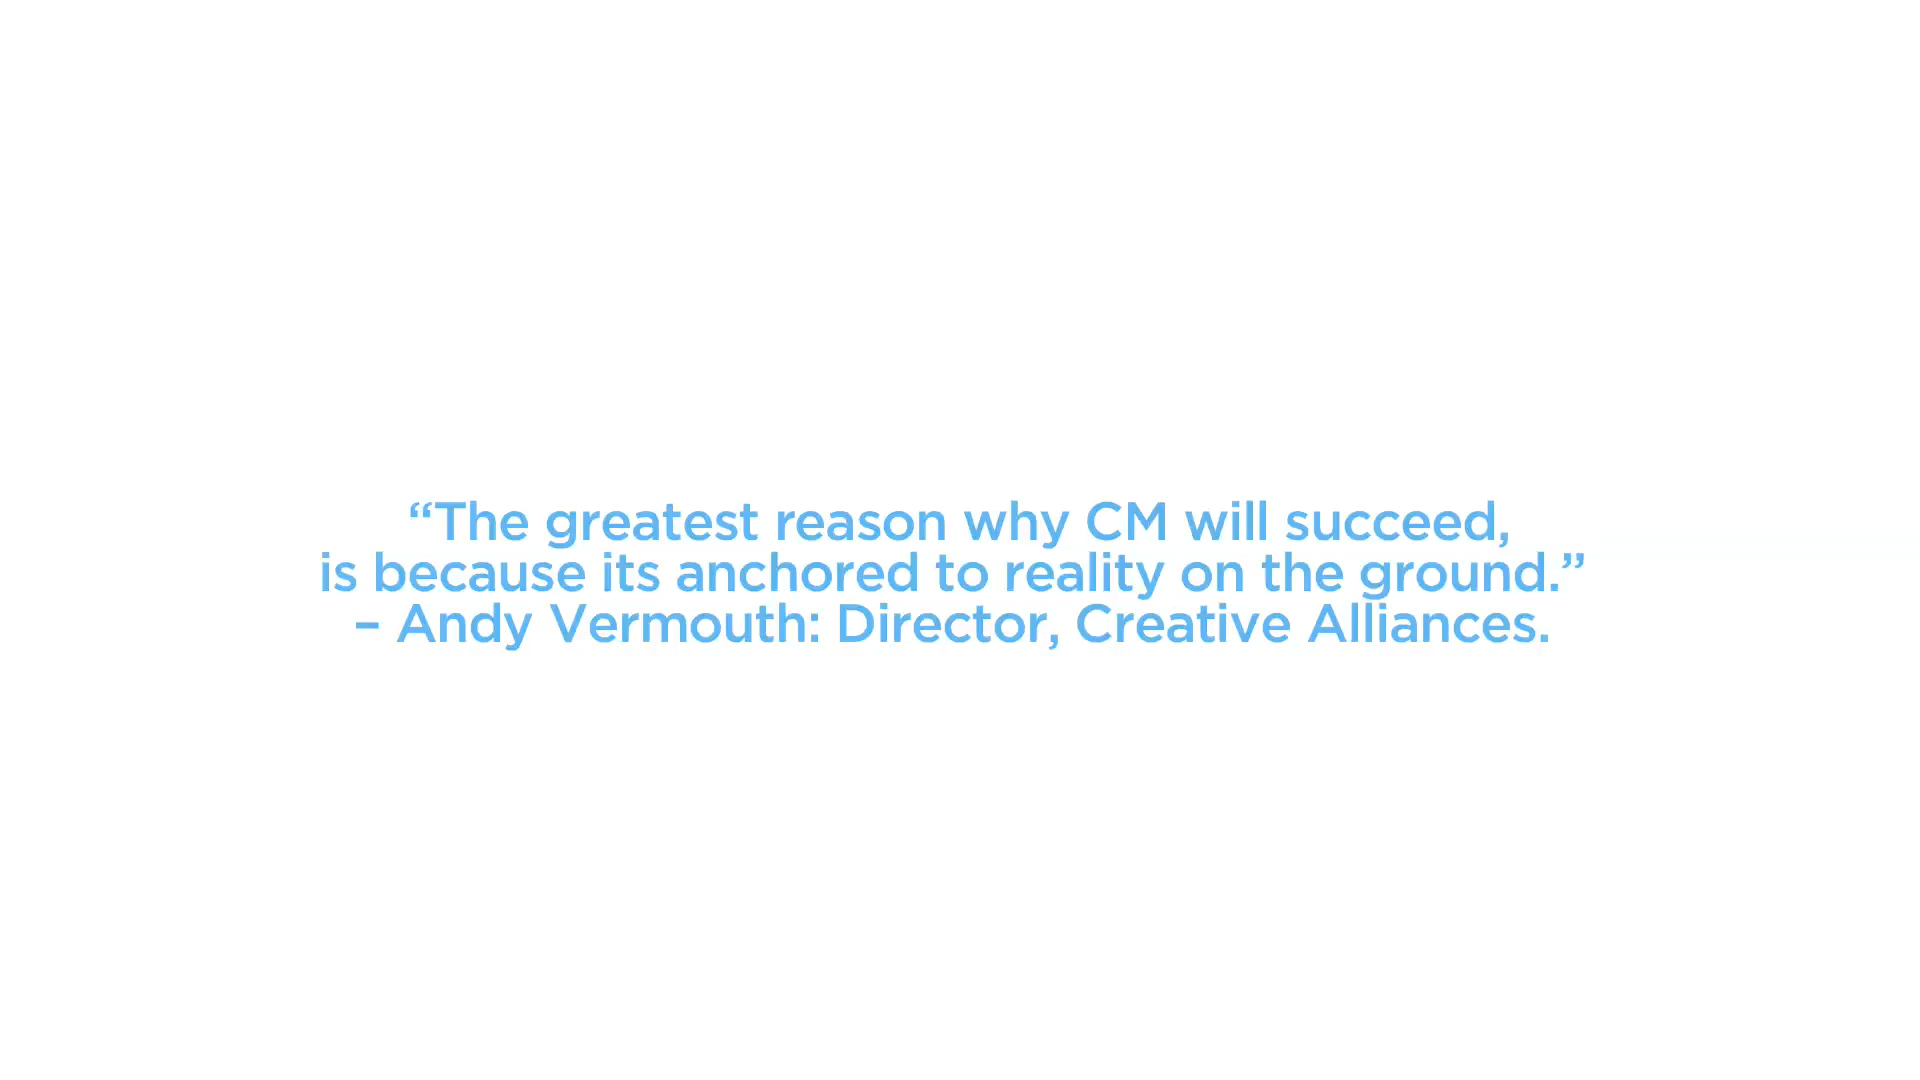 “The greatest reason why CM will succeed,
is because its anchored to reality on the ground.”
– Andy Vermouth: Director, Creative Alliances.